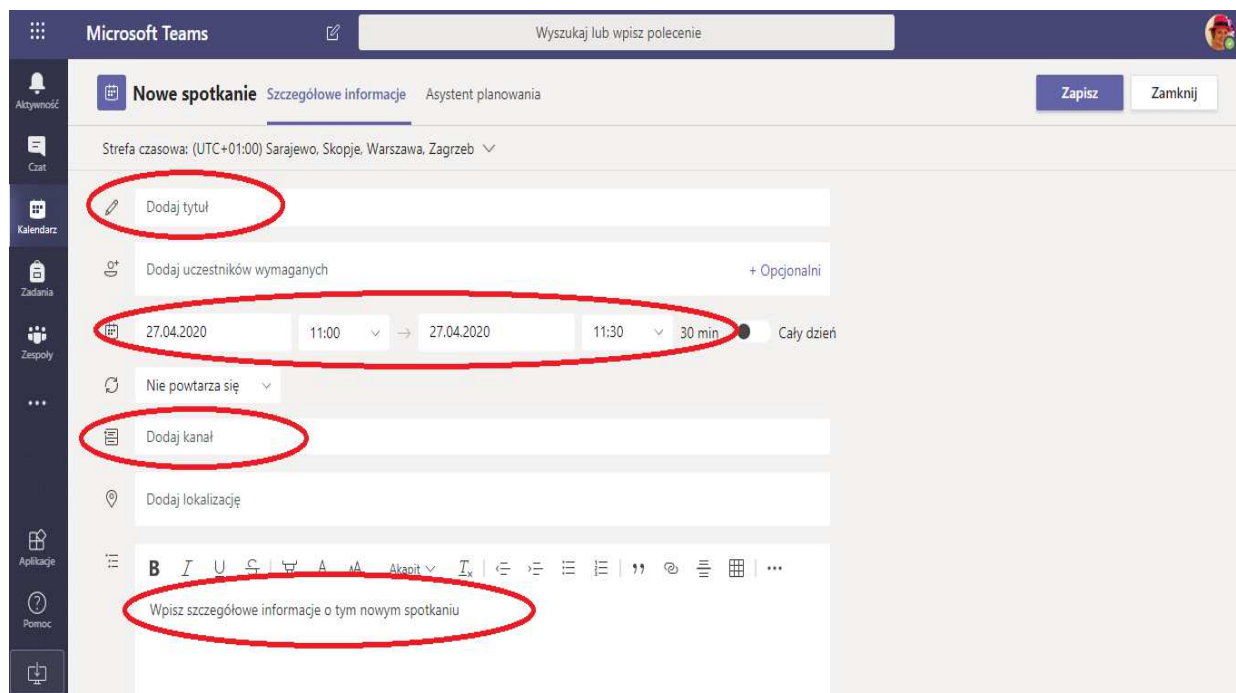 Microsoft Teams
Wyszukaj lub wpisz polecenie
Aktywność
Czat
Kalendarz
Zadania
Zespoły
Aplikacje
Pomoc
Nowe spotkanie Szczegółowe informacje Asystent planowania
Zapisz Zamknij
Strefa czasowa: (UTC+01:00) Sarajewo, Skopje, Warszawa, Zagrzeb
Dodaj tytuł
Dodaj uczestników wymaganych + Opcjonalni
27.04.2020 11:00 → 27.04.2020 11:30 30 min Cały dzień
Nie powtarza się
Dodaj kanał
Dodaj lokalizację
B I U S A AA Akapit Tx
Wpisz szczegółowe informacje o tym nowym spotkaniu